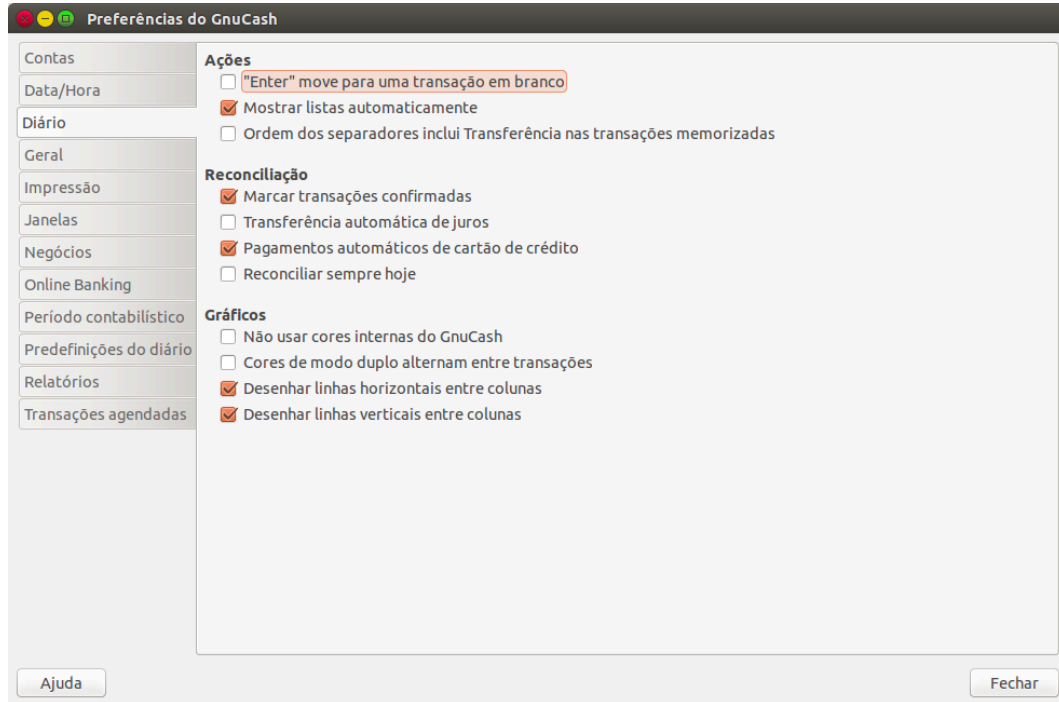 Preferências do GnuCash
Contas
Data/Hora
Diário
Geral
Impressão
Janelas
Negócios
Online Banking
Período contabilístico
Predefinições do diário
Relatórios
Transações agendadas
Ações
"Enter" move para uma transação em branco
Mostrar listas automaticamente
Ordem dos separadores inclui Transferência nas transações memorizadas
Reconciliação
Marcar transações confirmadas
Transferência automática de juros
Pagamentos automáticos de cartão de crédito
Reconciliar sempre hoje
Gráficos
Não usar cores internas do GnuCash
Cores de modo duplo alternam entre transações
Desenhar linhas horizontais entre colunas
Desenhar linhas verticais entre colunas
Ajuda
Fechar